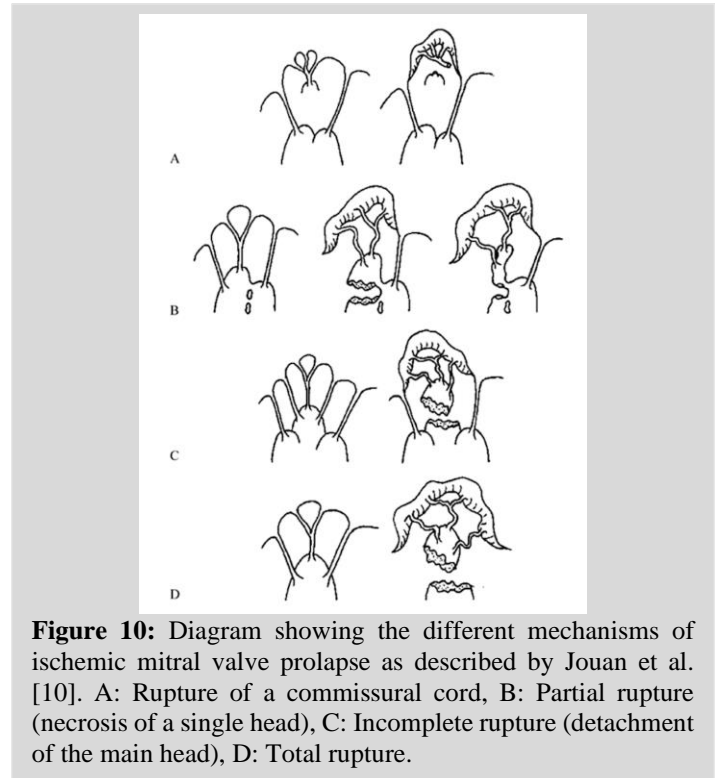 A
B
C
D
Figure 10: Diagram showing the different mechanisms of
ischemic mitral valve prolapse as described by Jouan et al.
[10]. A: Rupture of a commissural cord, B: Partial rupture
(necrosis of a single head), C: Incomplete rupture (detachment
of the main head), D: Total rupture.